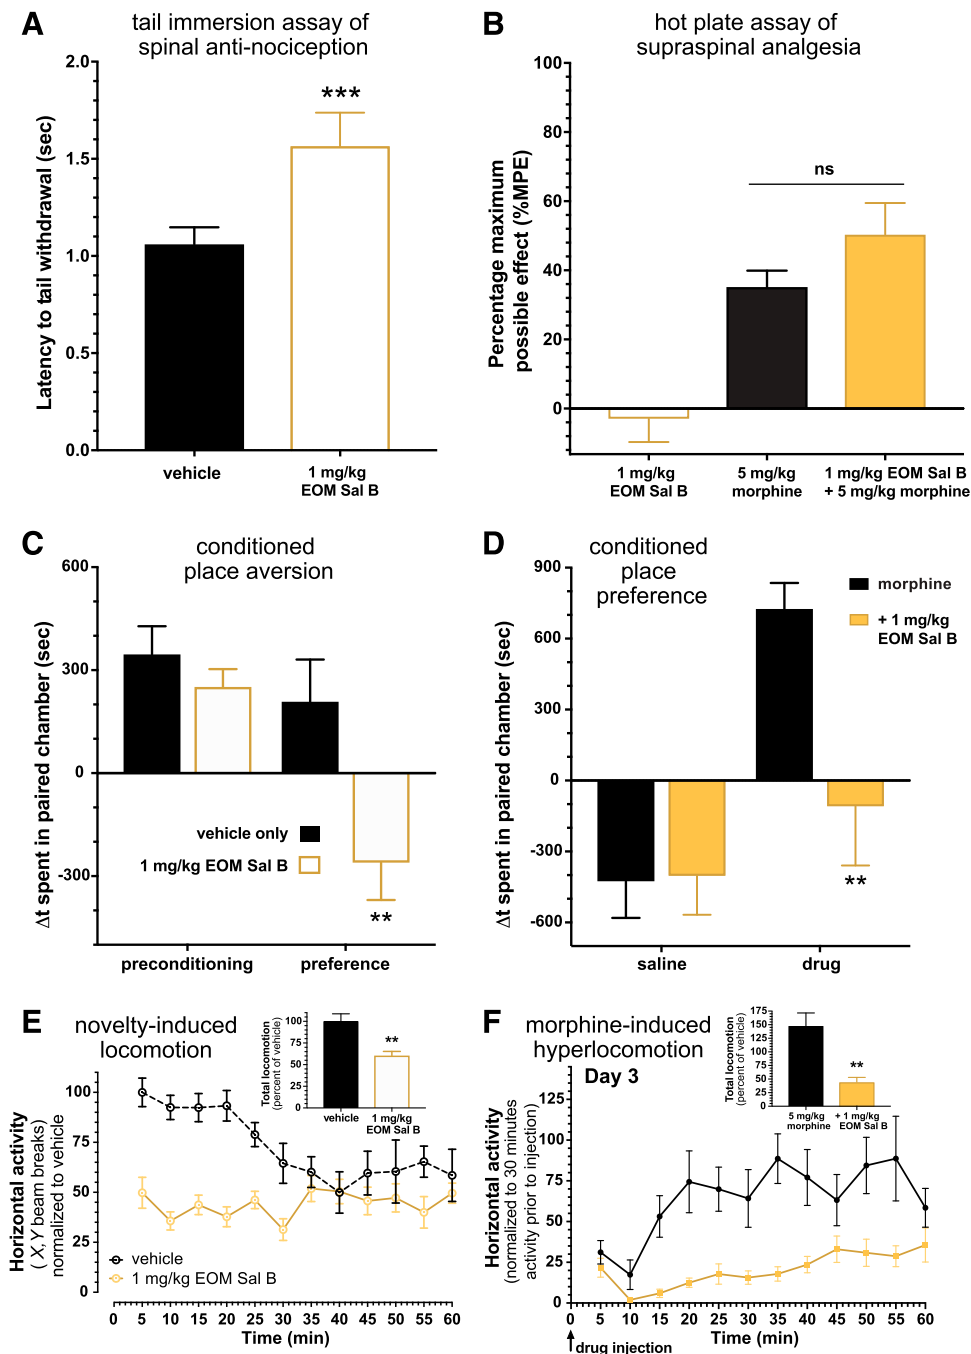 A
tail immersion assay of
spinal anti-nociception
Latency to tail withdrawal (sec)
2.0
1.5
1.0
0.5
0.0
***
vehicle
1 mg/kg
EOM Sal B
B
hot plate assay of
supraspinal analgesia
Percentage maximum
possible effect (%MPE)
100
80
60
40
20
0
ns
1 mg/kg
EOM Sal B
5 mg/kg
morphine
1 mg/kg EOM Sal B
+ 5 mg/kg morphine
C
conditioned
place aversion
Δt spent in paired chamber (sec)
600
300
0
-300
vehicle only
1 mg/kg EOM Sal B
**
preconditioning
preference
D
conditioned
place
preference
Δt spent in paired chamber (sec)
900
600
300
0
-300
-600
morphine
+ 1 mg/kg
EOM Sal B
**
saline
drug
E
novelty-induced
locomotion
Horizontal activity
(X,Y beam breaks)
normalized to vehicle
100
75
50
25
0
vehicle
1 mg/kg EOM Sal B
0 5 10 15 20 25 30 35 40 45 50 55 60
Time (min)
Total locomotion
(percent of vehicle)
100
75
50
25
0
**
vehicle
1 mg/kg
EOM Sal B
F
morphine-induced
hyperlocomotion
Day 3
Horizontal activity
(normalized to 30 minutes
activity prior to injection)
125
100
75
50
25
0
0 5 10 15 20 25 30 35 40 45 50 55 60
Time (min)
drug injection
Total locomotion
(percent of vehicle)
175
150
125
100
75
50
25
0
**
5 mg/kg
morphine
+ 1 mg/kg
EOM Sal B